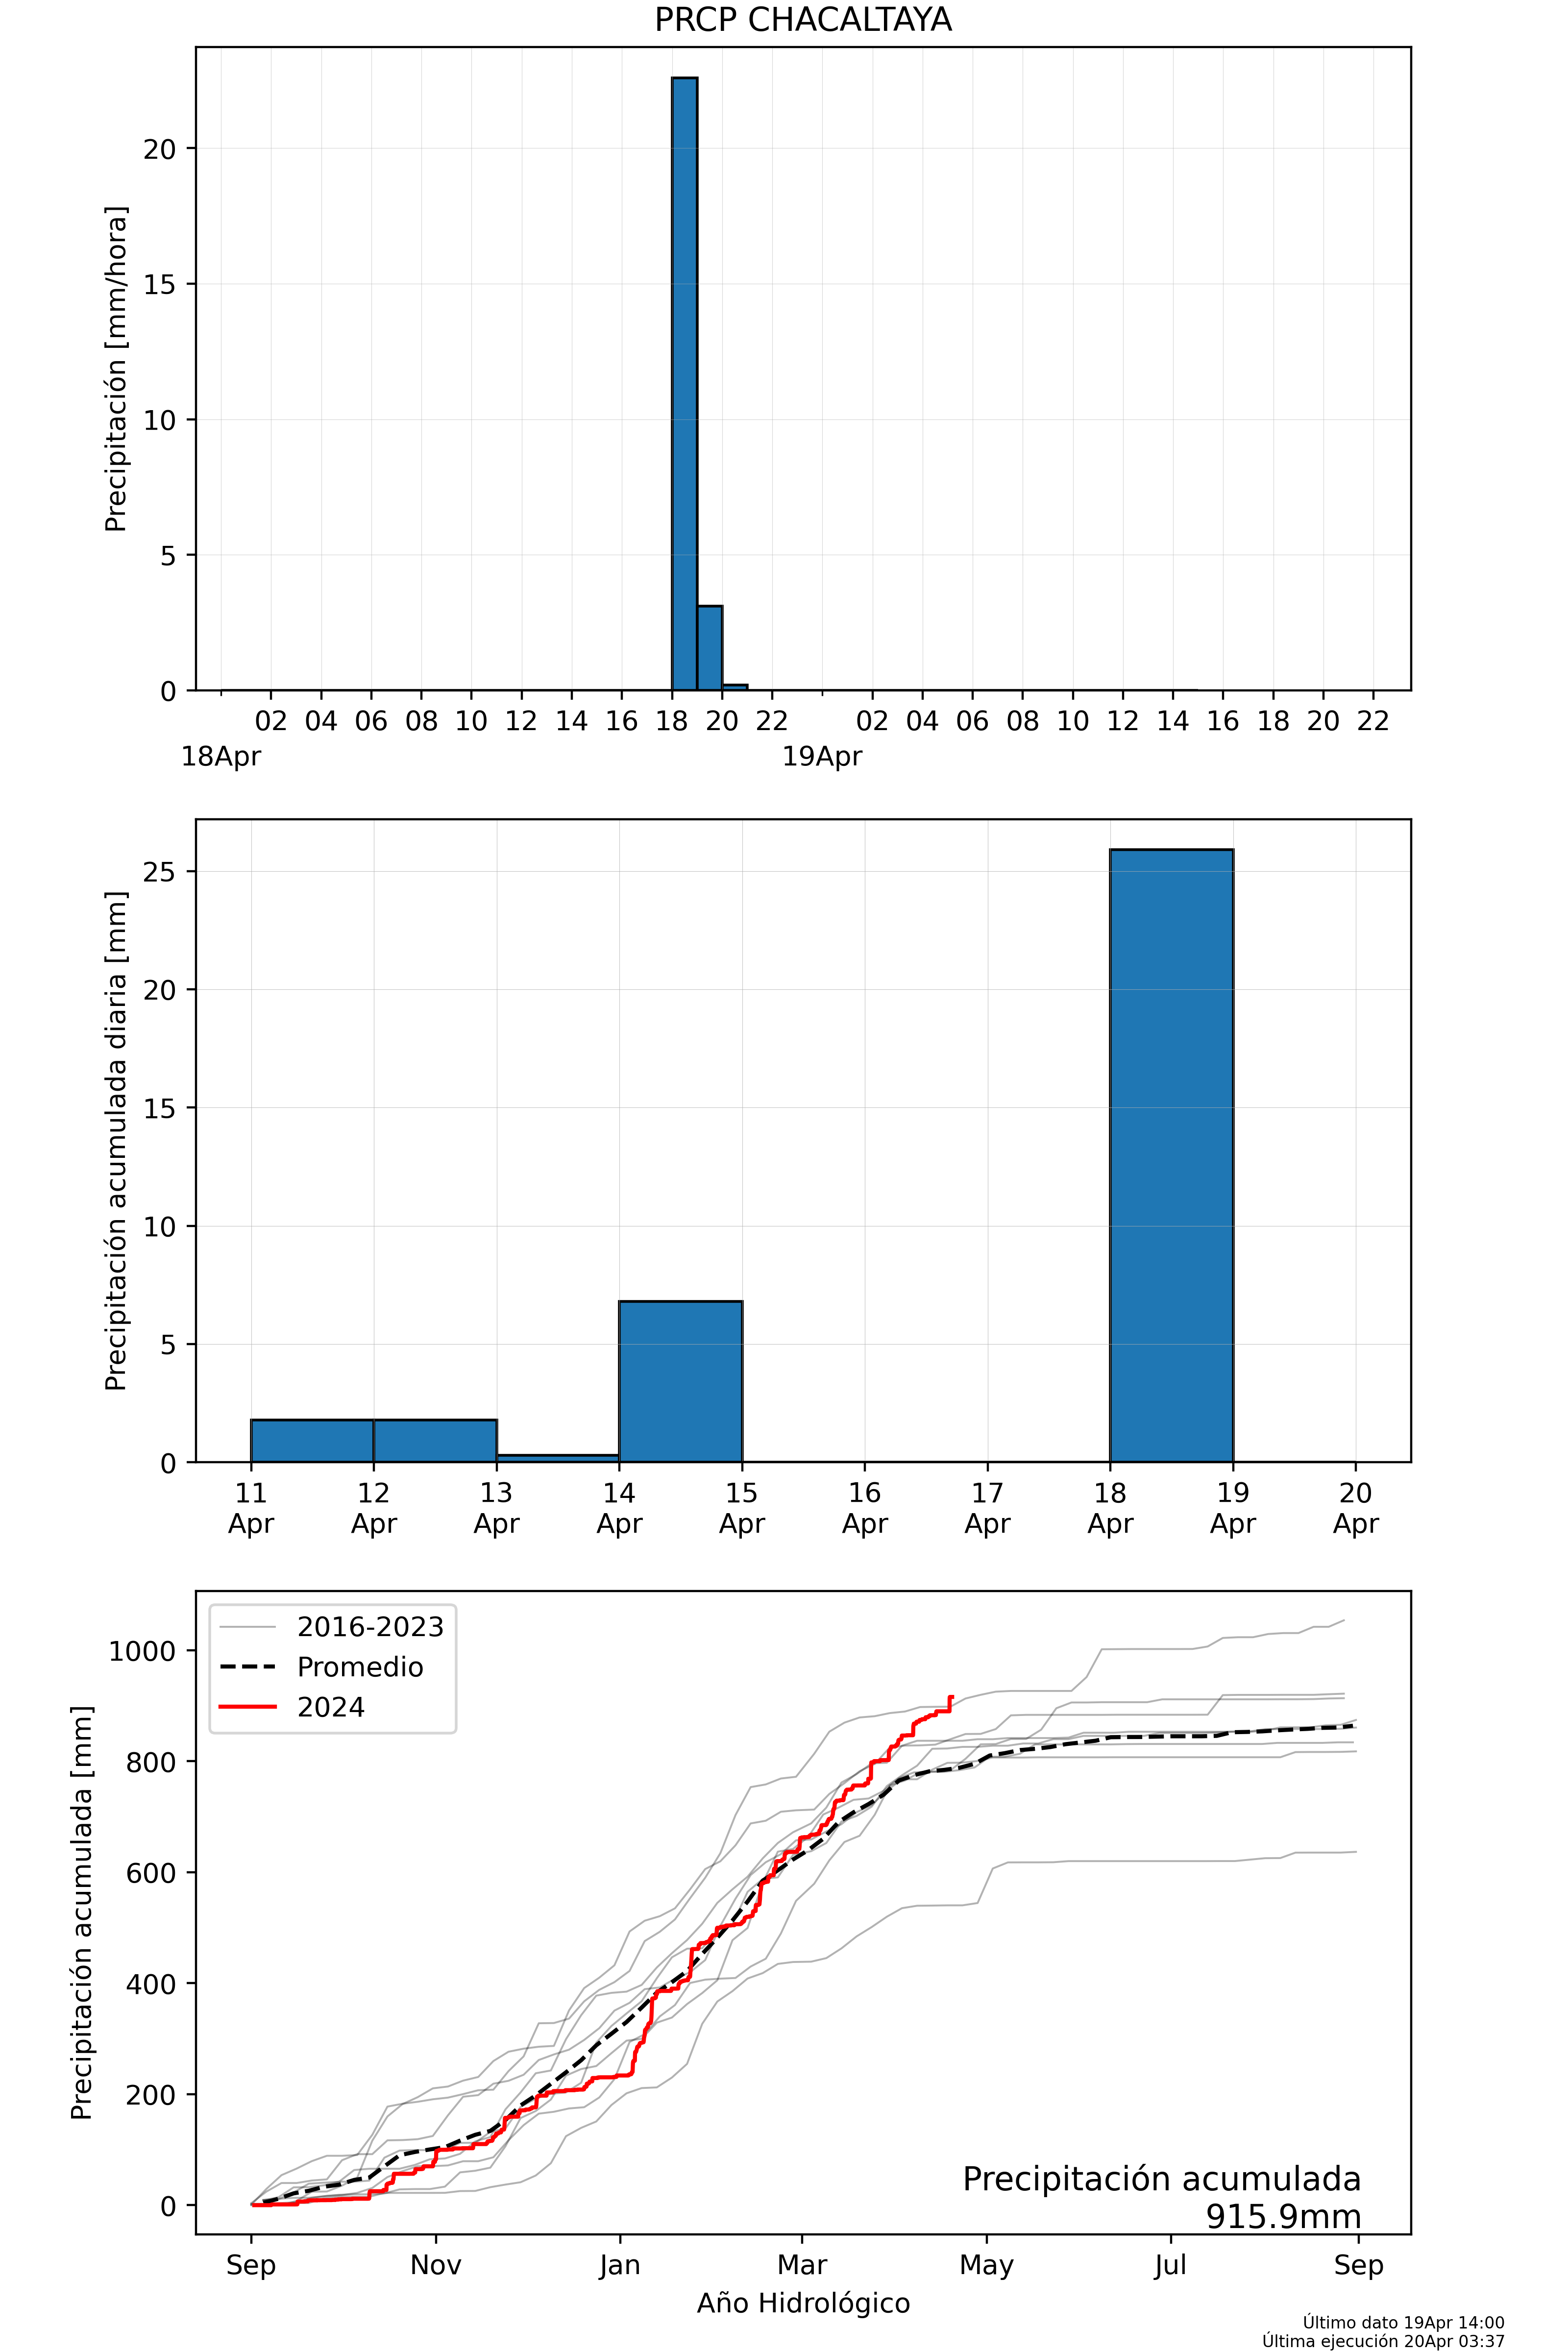 PRCP CHACALTAYA
Precipitación [mm/hora]
20
15
10
5
0
02 04 06 08 10 12 14 16 18 20 22 02 04 06 08 10 12 14 16 18 20 22
18Apr 19Apr
Precipitación acumulada diaria [mm]
25
20
15
10
5
0
11 12 13 14 15 16 17 18 19 20
Apr Apr Apr Apr Apr Apr Apr Apr Apr Apr
Precipitación acumulada [mm]
1000
800
600
400
200
0
2016-2023
Promedio
2024
Precipitación acumulada
915.9mm
Sep Nov Jan Mar May Jul Sep
Año Hidrológico
Último dato 19Apr 14:00
Última ejecución 20Apr 03:37